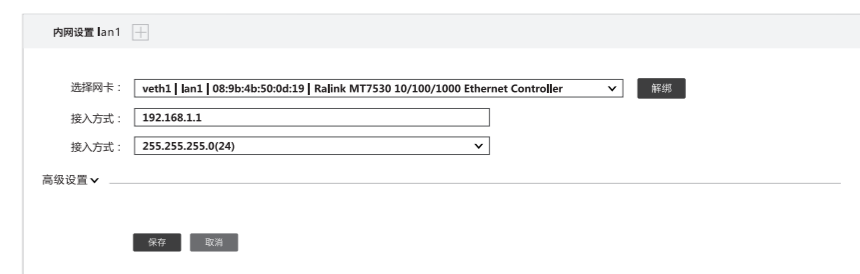 内网设置 lan1
选择网卡： veth1 | lan1 | 08:9b:4b:50:0d:19 | Ralink MT7530 10/100/1000 Ethernet Controller 解绑
接入方式： 192.168.1.1
接入方式： 255.255.255.0(24)
高级设置
保存 取消